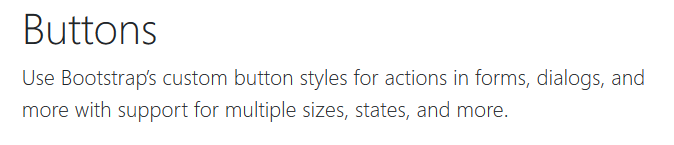 Buttons
Use Bootstrap’s custom button styles for actions in forms, dialogs, and
more with support for multiple sizes, states, and more.